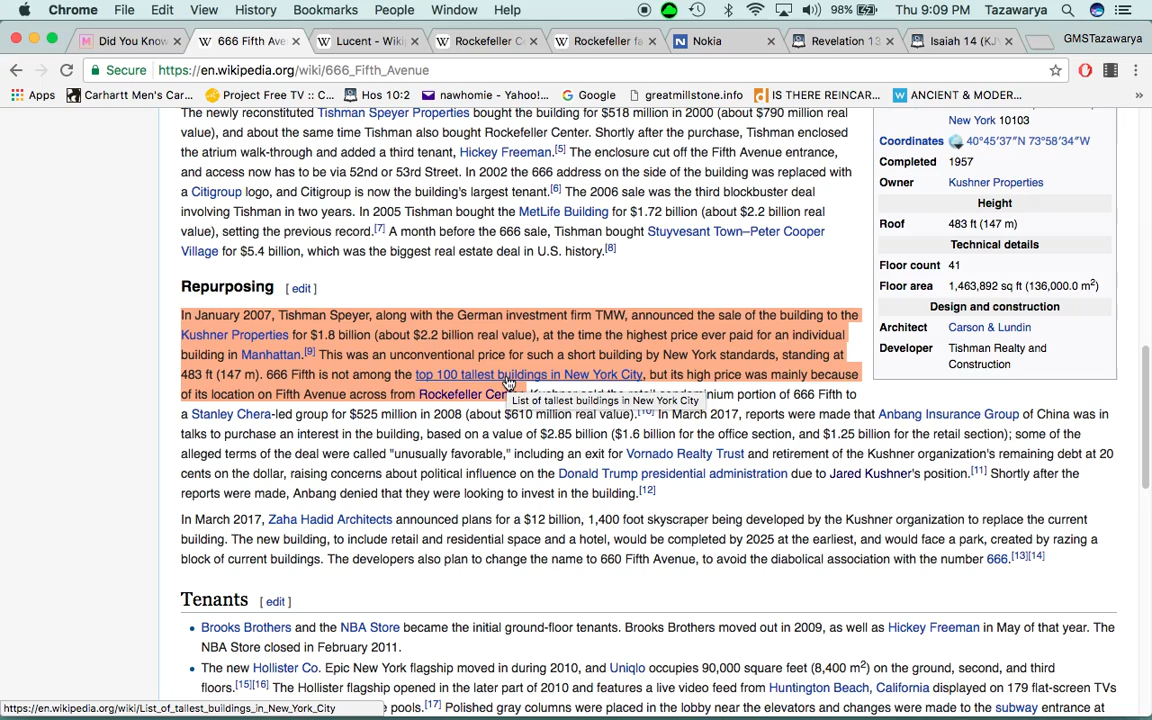 Chrome File Edit View History Bookmarks People Window Help 98% Thu 9:09 PM Tazawarya
Did You Know 666 Fifth Aven Lucent - Wiki Rockefeller C Rockefeller fa Nokia Revelation 13 Isaiah 14 (KJV GMSTazawarya
Secure https://en.wikipedia.org/wiki/666_Fifth_Avenue
Apps Carhartt Men's Car... Project Free TV :: C... Hos 10:2 nawhomie - Yahoo!... Google greatmillstone.info IS THERE REINCAR... ANCIENT & MODER... »
The newly reconstituted Tishman Speyer Properties bought the building for $518 million in 2000 (about $790 million real
value), and about the same time Tishman also bought Rockefeller Center. Shortly after the purchase, Tishman enclosed
the atrium walk-through and added a third tenant, Hickey Freeman.[5] The enclosure cut off the Fifth Avenue entrance,
and access now has to be via 52nd or 53rd Street. In 2002 the 666 address on the side of the building was replaced with
a Citigroup logo, and Citigroup is now the building's largest tenant.[6] The 2006 sale was the third blockbuster deal
involving Tishman in two years. In 2005 Tishman bought the MetLife Building for $1.72 billion (about $2.2 billion real
value), setting the previous record.[7] A month before the 666 sale, Tishman bought Stuyvesant Town–Peter Cooper
Village for $5.4 billion, which was the biggest real estate deal in U.S. history.[8]
New York 10103
Coordinates 40°45′37″N 73°58′34″W
Completed 1957
Owner Kushner Properties
Height
Roof 483 ft (147 m)
Technical details
Floor count 41
Floor area 1,463,892 sq ft (136,000.0 m2)
Design and construction
Architect Carson & Lundin
Developer Tishman Realty and
Construction
Repurposing [ edit ]
In January 2007, Tishman Speyer, along with the German investment firm TMW, announced the sale of the building to the
Kushner Properties for $1.8 billion (about $2.2 billion real value), at the time the highest price ever paid for an individual
building in Manhattan.[9] This was an unconventional price for such a short building by New York standards, standing at
483 ft (147 m). 666 Fifth is not among the top 100 tallest buildings in New York City, but its high price was mainly because
of its location on Fifth Avenue across from Rockefeller Cen Kushner sold the retail condominium portion of 666 Fifth to
List of tallest buildings in New York City
a Stanley Chera-led group for $525 million in 2008 (about $610 million real value).[10] In March 2017, reports were made that Anbang Insurance Group of China was in
talks to purchase an interest in the building, based on a value of $2.85 billion ($1.6 billion for the office section, and $1.25 billion for the retail section); some of the
alleged terms of the deal were called "unusually favorable," including an exit for Vornado Realty Trust and retirement of the Kushner organization's remaining debt at 20
cents on the dollar, raising concerns about political influence on the Donald Trump presidential administration due to Jared Kushner's position.[11] Shortly after the
reports were made, Anbang denied that they were looking to invest in the building.[12]
In March 2017, Zaha Hadid Architects announced plans for a $12 billion, 1,400 foot skyscraper being developed by the Kushner organization to replace the current
building. The new building, to include retail and residential space and a hotel, would be completed by 2025 at the earliest, and would face a park, created by razing a
block of current buildings. The developers also plan to change the name to 660 Fifth Avenue, to avoid the diabolical association with the number 666.[13][14]
Tenants [ edit ]
• Brooks Brothers and the NBA Store became the initial ground-floor tenants. Brooks Brothers moved out in 2009, as well as Hickey Freeman in May of that year. The
NBA Store closed in February 2011.
• The new Hollister Co. Epic New York flagship moved in during 2010, and Uniqlo occupies 90,000 square feet (8,400 m2) on the ground, second, and third
floors.[15][16] The Hollister flagship opened in the later part of 2010 and features a live video feed from Huntington Beach, California displayed on 179 flat-screen TVs
https://en.wikipedia.org/wiki/List_of_tallest_buildings_in_New_York_City pools.[17] Polished gray columns were placed in the lobby near the elevators and changes were made to the subway entrance at